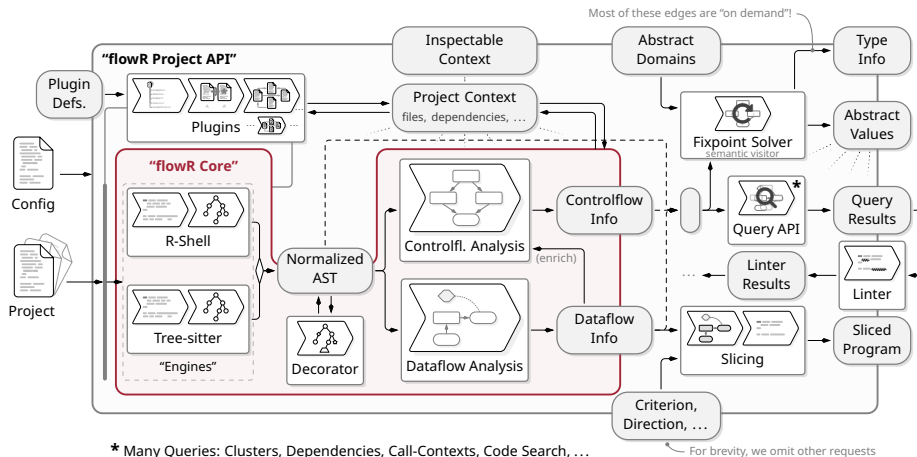 Most of these edges are “on demand”!
“flowR Project API”
Inspectable
Context
Abstract
Domains
Type
Info
Plugin
Defs.
Plugins
Project Context
files, dependencies, …
Fixpoint Solver
semantic visitor
Abstract
Values
Config
“flowR Core”
R-Shell
Controlfl. Analysis
Controlflow
Info
*
Query API
Query
Results
Normalized
AST
(enrich)
…
Linter
Results
Linter
Project
Tree-sitter
“Engines”
Decorator
Dataflow Analysis
Dataflow
Info
Slicing
Sliced
Program
Criterion,
Direction, …
* Many Queries: Clusters, Dependencies, Call-Contexts, Code Search, …
For brevity, we omit other requests